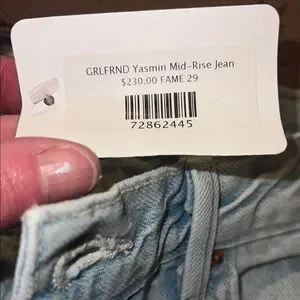 GRLFRND Yasmin Mid-Rise Jean
$230.00 FAME 29
72862445